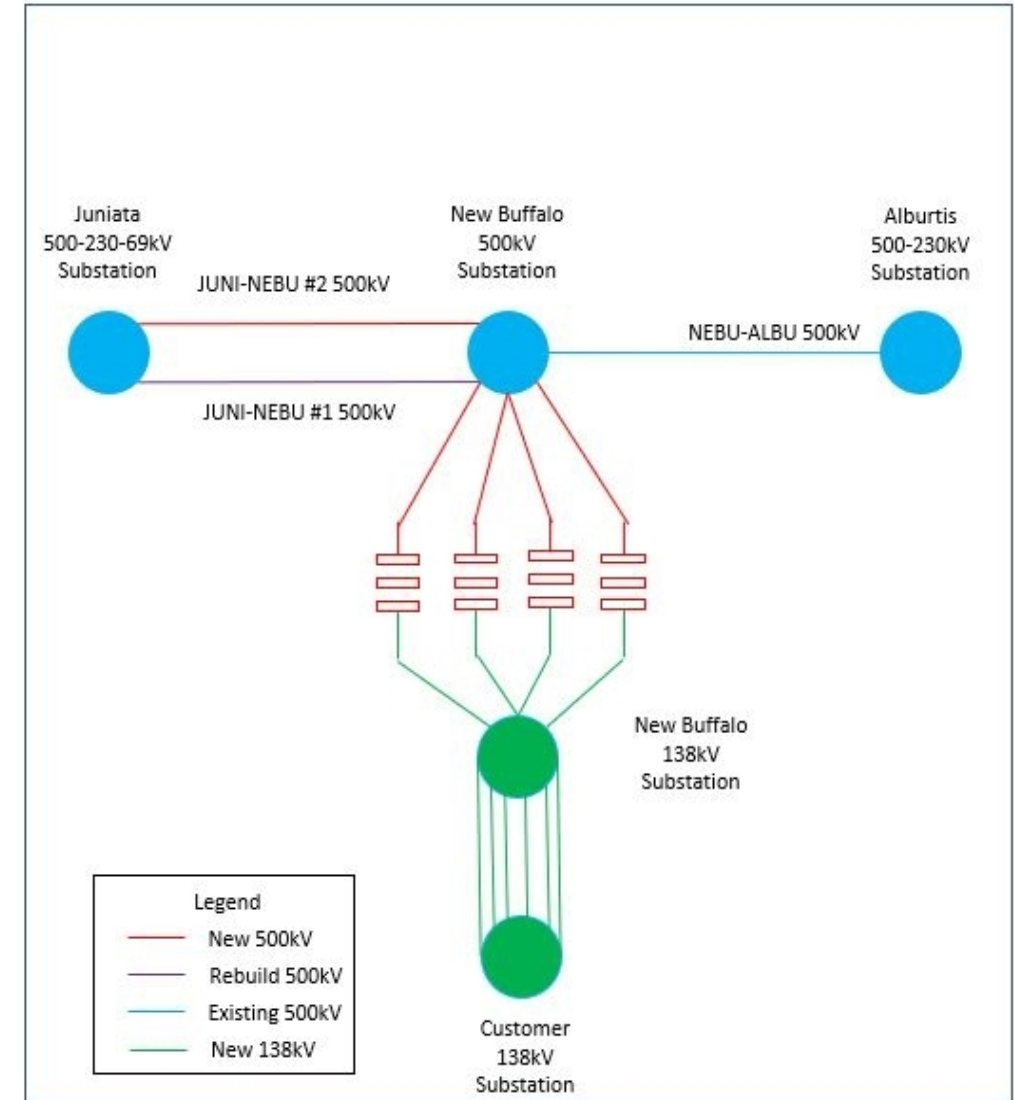 Juniata
500-230-69kV
Substation
New Buffalo
500kV
Substation
Alburtis
500-230kV
Substation
JUNI-NEBU #2 500kV
NEBU-ALBU 500kV
JUNI-NEBU #1 500kV
New Buffalo
138kV
Substation
Legend
New 500kV
Rebuild 500kV
Existing 500kV
New 138kV
Customer
138kV
Substation